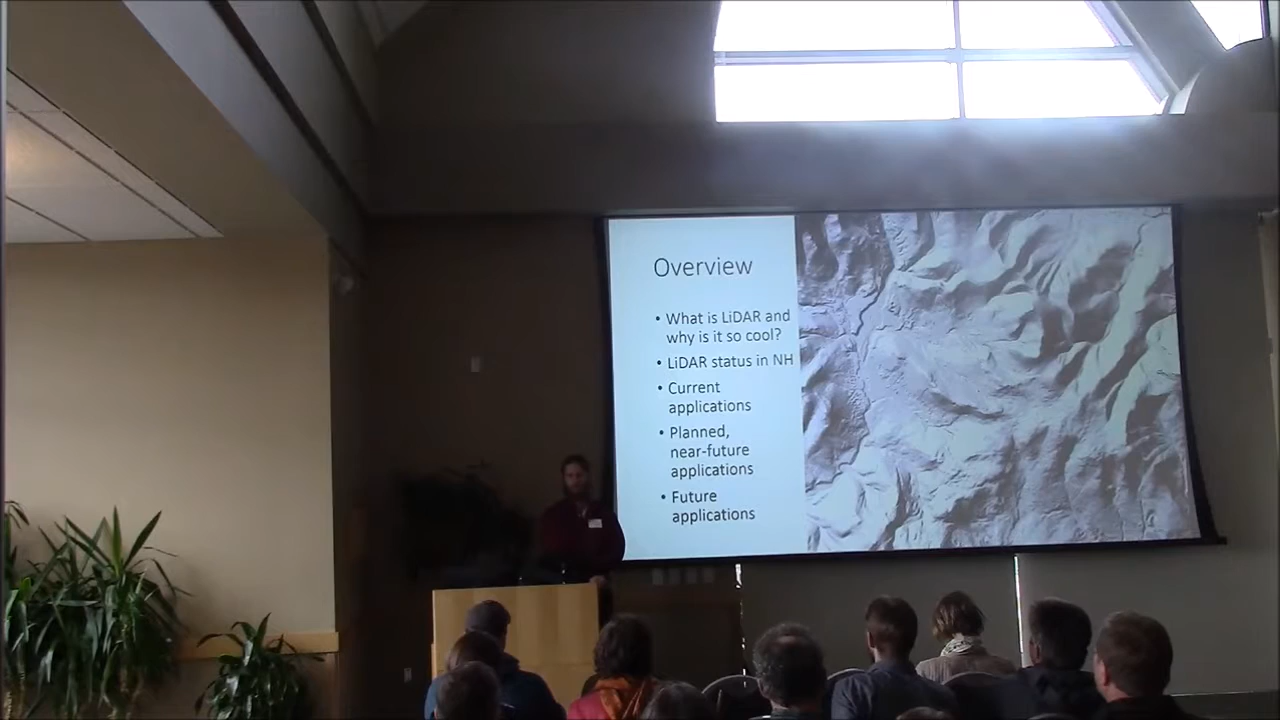 Overview
• What is LiDAR and
why is it so cool?
• LiDAR status in NH
• Current
applications
• Planned,
near-future
applications
• Future
applications